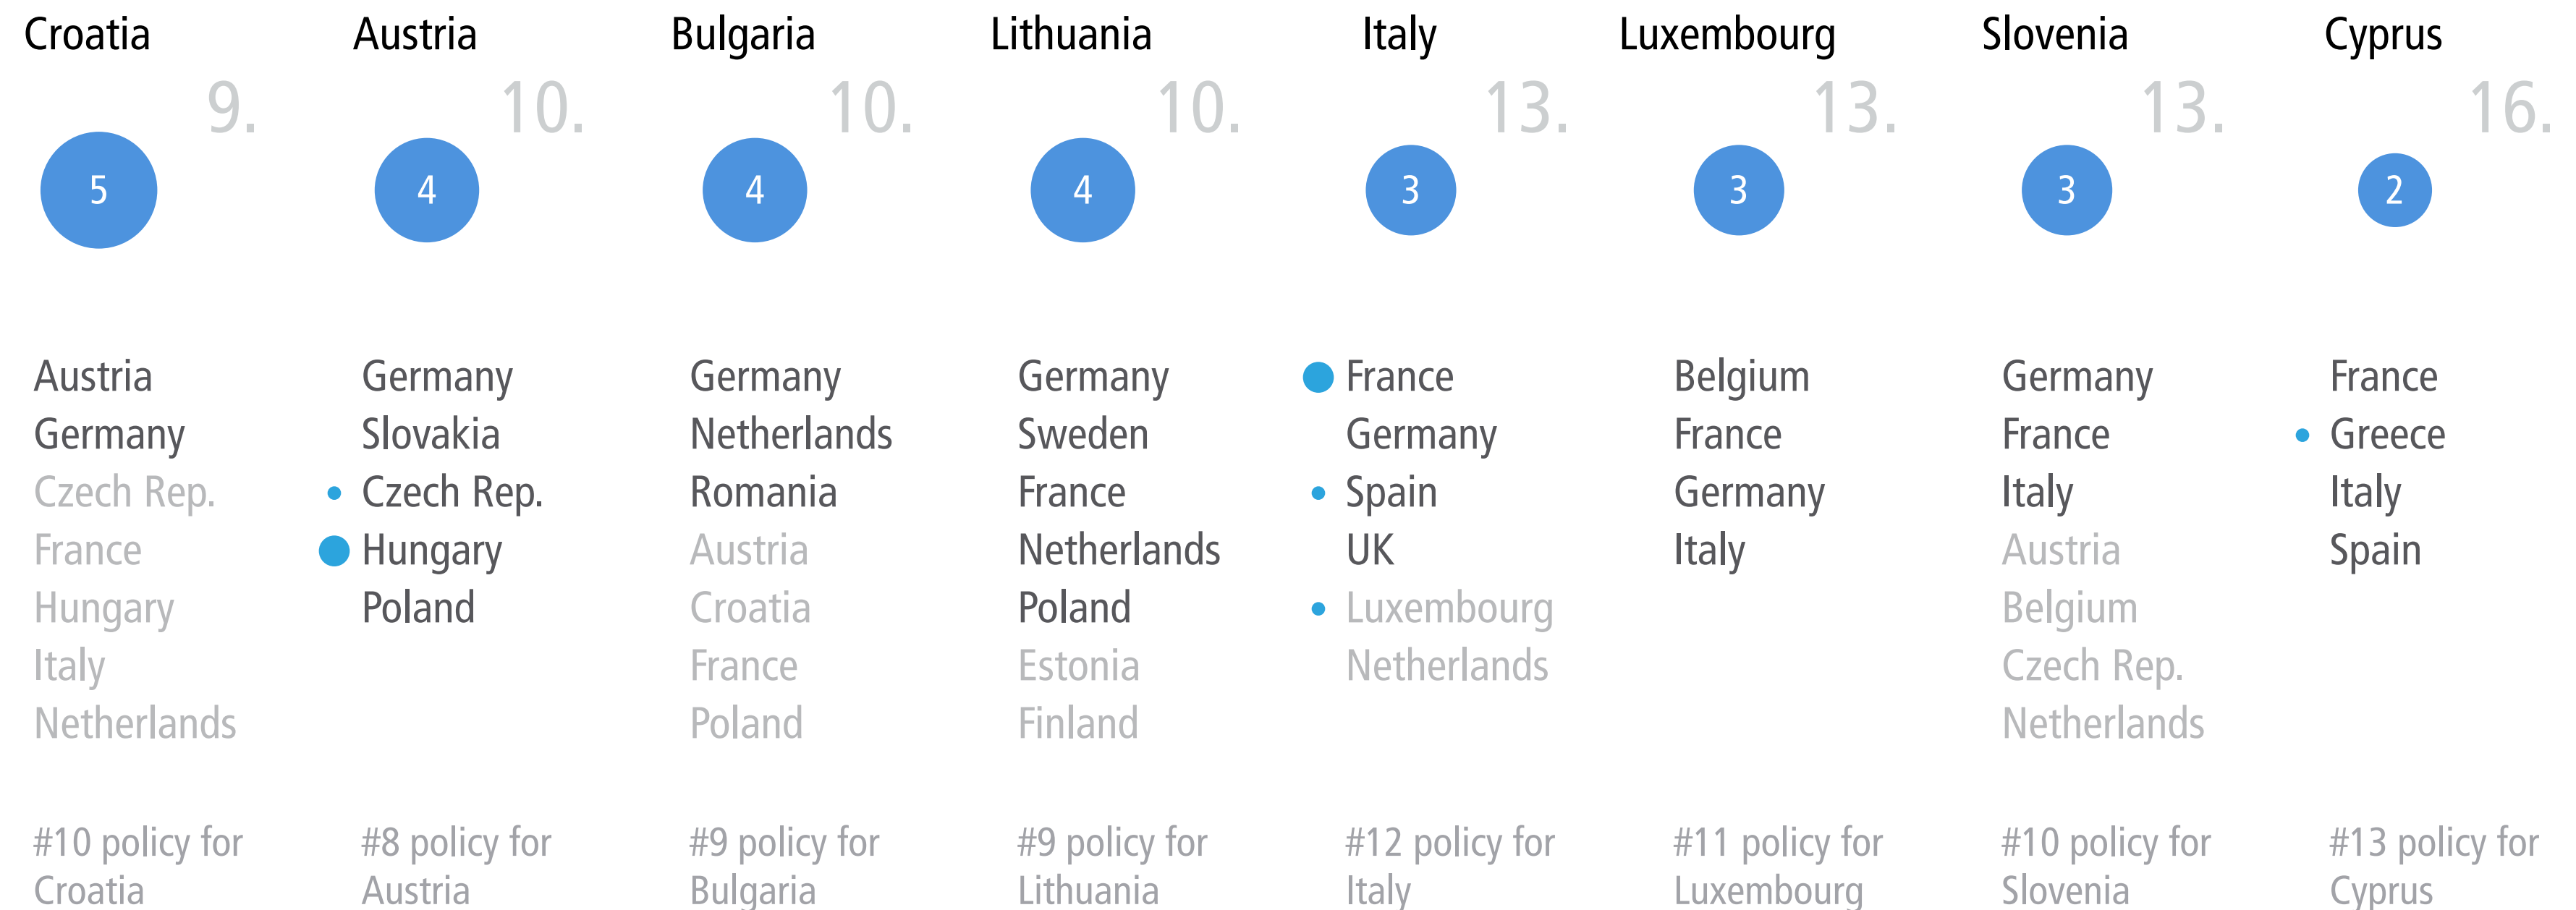 Croatia
9.
5
Austria
Germany
Czech Rep.
France
Hungary
Italy
Netherlands
#10 policy for
Croatia
Austria
10.
4
Germany
Slovakia
Czech Rep.
Hungary
Poland
#8 policy for
Austria
Bulgaria
10.
4
Germany
Netherlands
Romania
Austria
Croatia
France
Poland
#9 policy for
Bulgaria
Lithuania
10.
4
Germany
Sweden
France
Netherlands
Poland
Estonia
Finland
#9 policy for
Lithuania
Italy
13.
3
France
Germany
Spain
UK
Luxembourg
Netherlands
#12 policy for
Italy
Luxembourg
13.
3
Belgium
France
Germany
Italy
#11 policy for
Luxembourg
Slovenia
13.
3
Germany
France
Italy
Austria
Belgium
Czech Rep.
Netherlands
#10 policy for
Slovenia
Cyprus
16.
2
France
Greece
Italy
Spain
#13 policy for
Cyprus